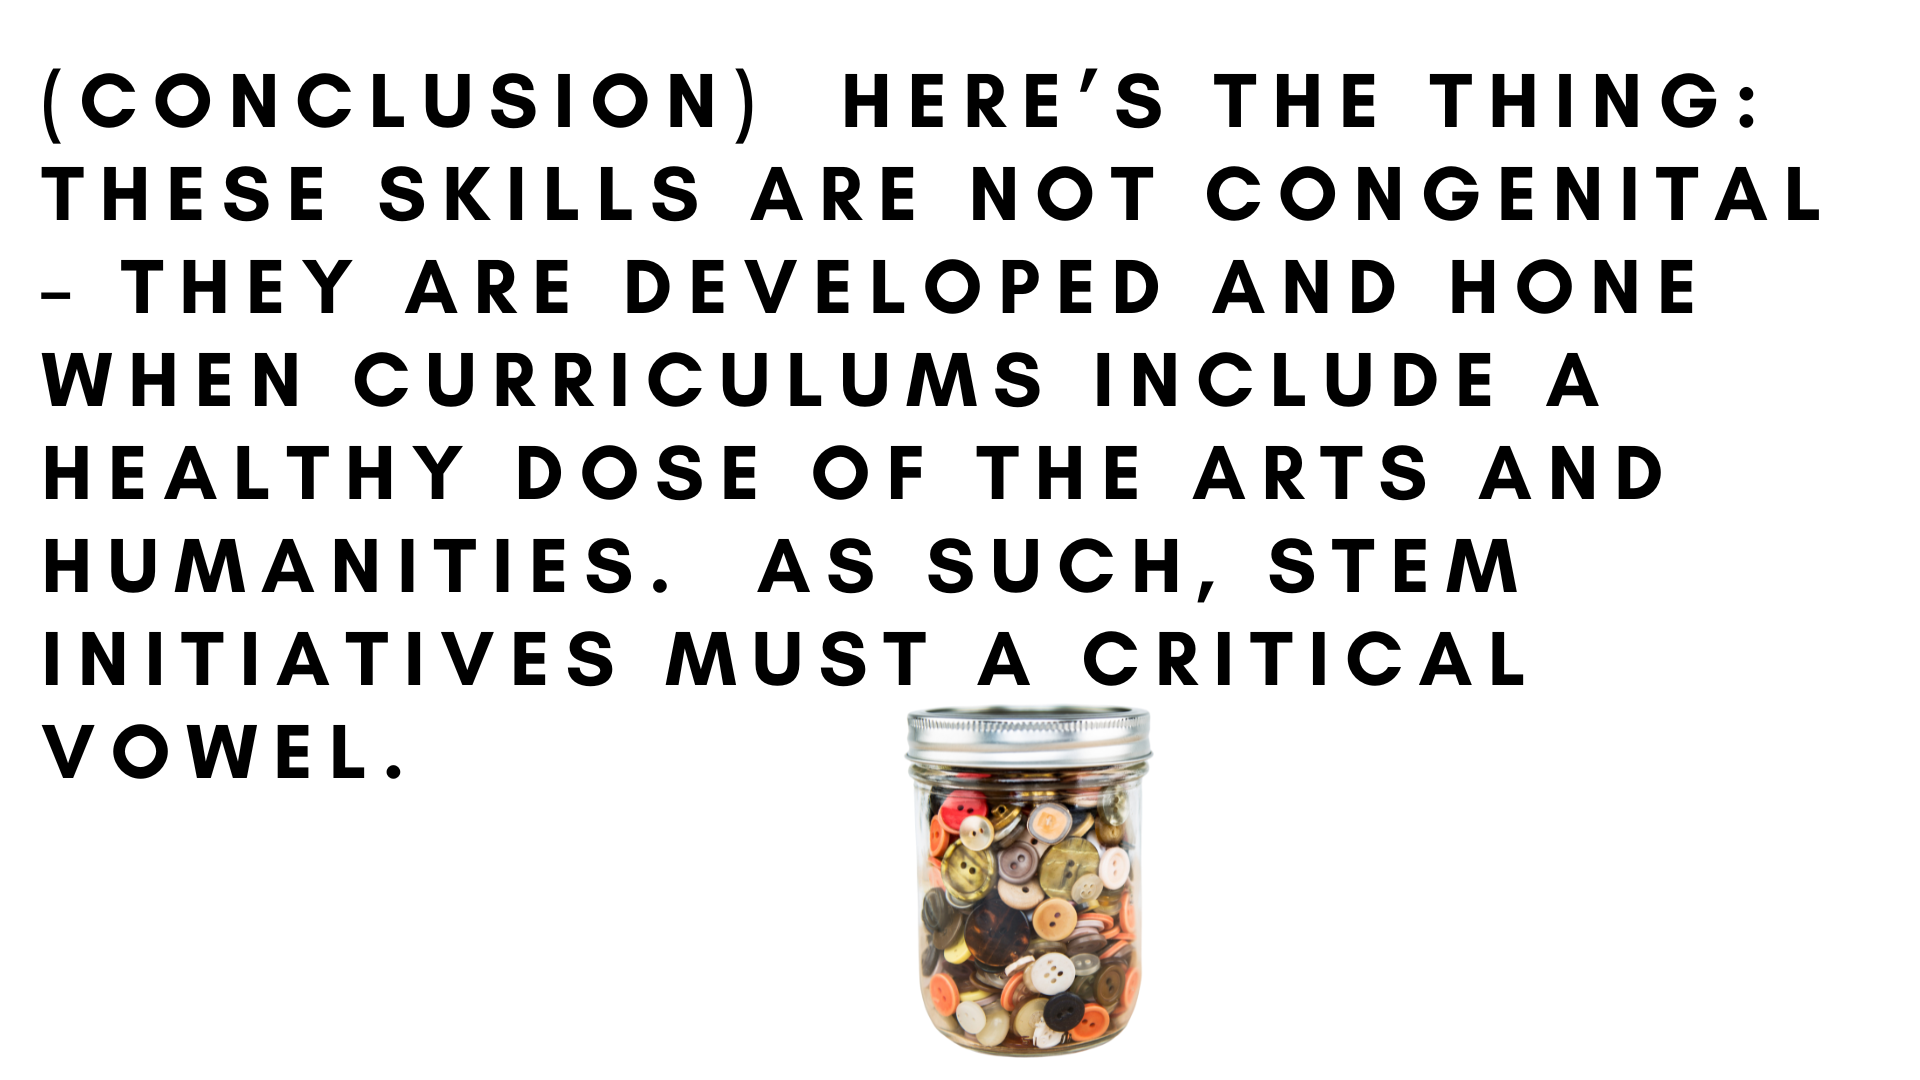 (CONCLUSION)  HERE’S THE THING:
THESE SKILLS ARE NOT CONGENITAL
– THEY ARE DEVELOPED AND HONE
WHEN CURRICULUMS INCLUDE A
HEALTHY DOSE OF THE ARTS AND
HUMANITIES.  AS SUCH, STEM
INITIATIVES MUST A CRITICAL
VOWEL.